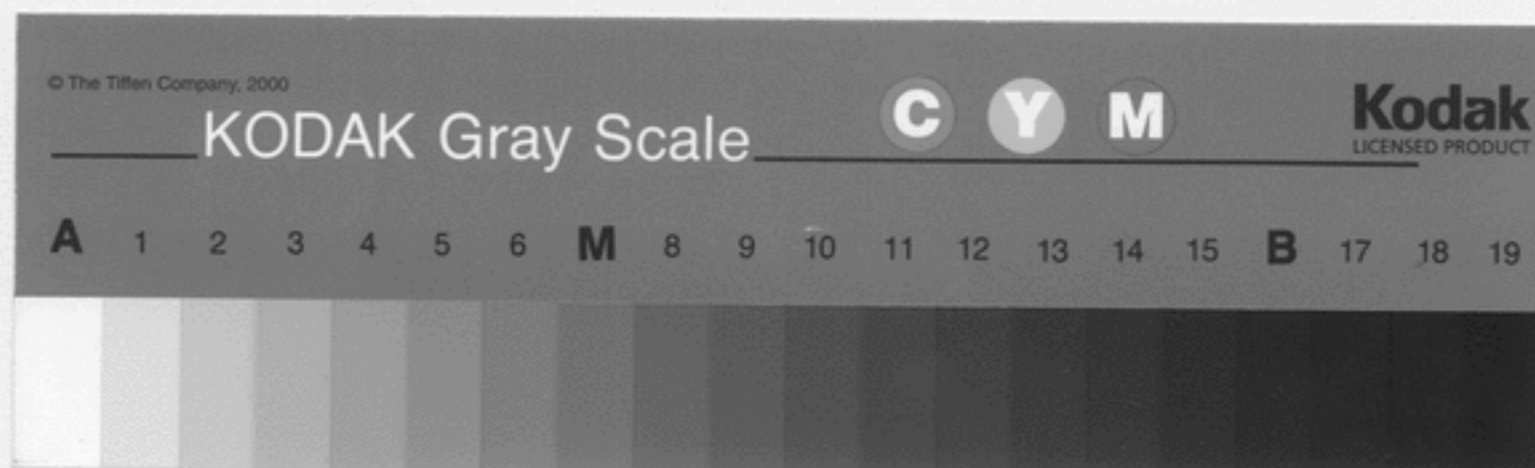 © The Tiffen Company, 2000
KODAK Gray Scale
C Y M
Kodak
LICENSED PRODUCT
A 1 2 3 4 5 6 M 8 9 10 11 12 13 14 15 B 17 18 19